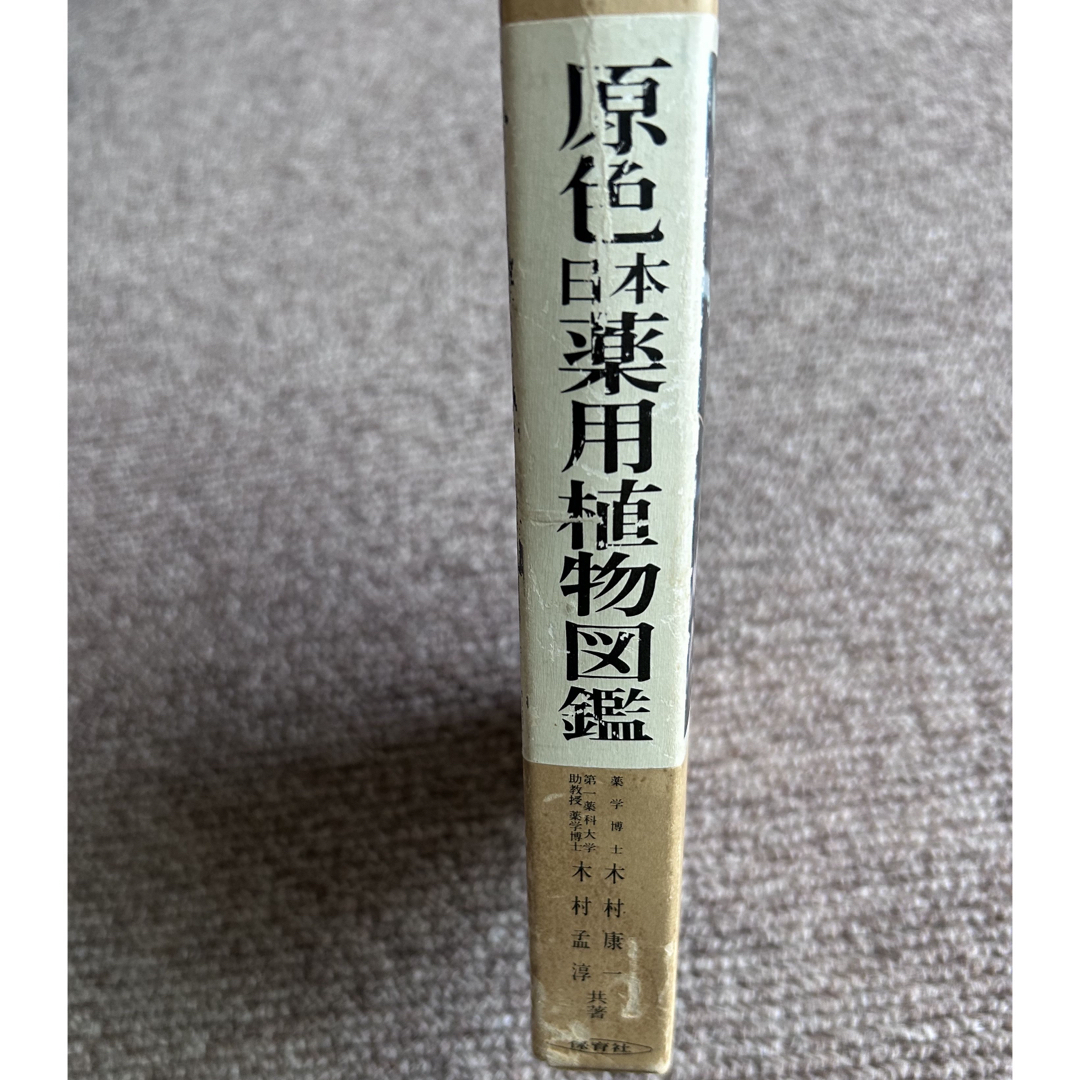 原色
日本
薬用植物図鑑
薬学博士 木村康一
第一薬科大学
助教授 薬学博士 木村孟淳
共著
保育社